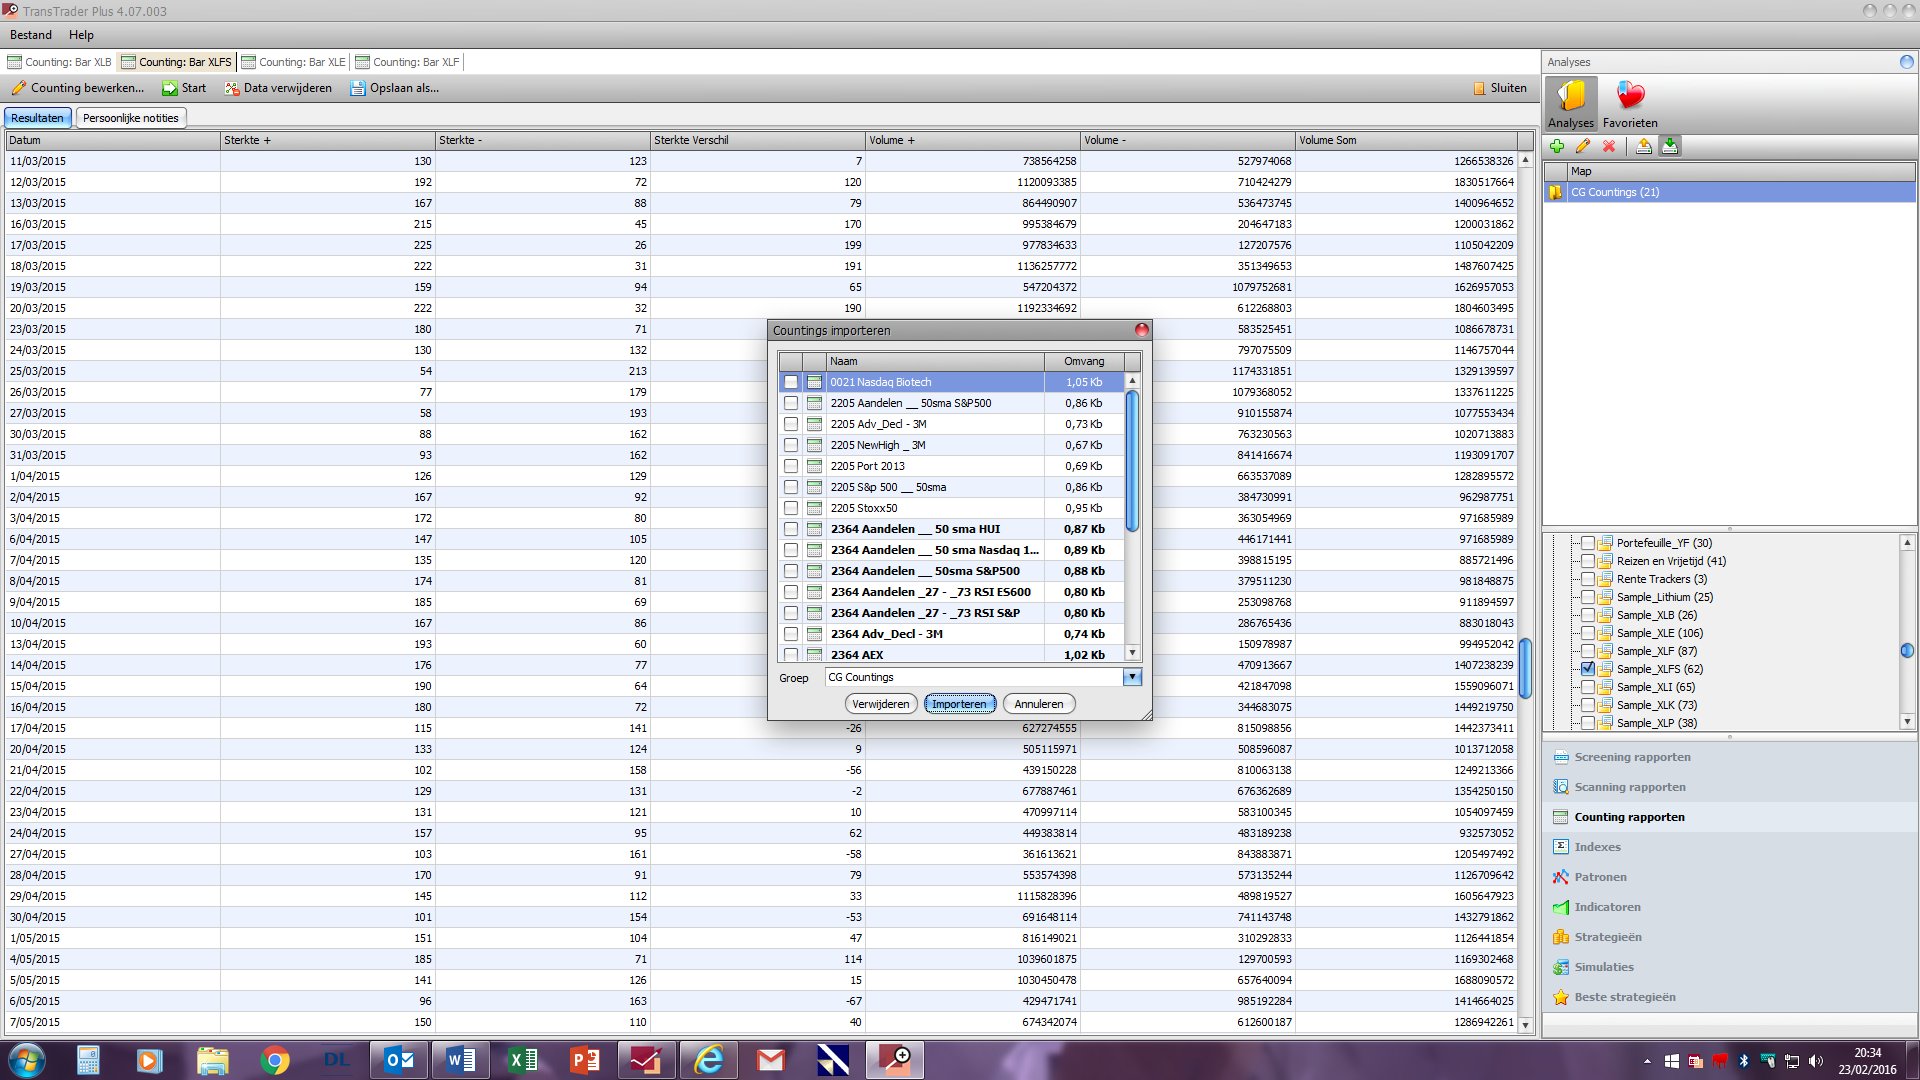 TransTrader Plus 4.07.003
Bestand Help
Counting: Bar XLB Counting: Bar XLFS Counting: Bar XLE Counting: Bar XLF
Counting bewerken... Start Data verwijderen Opslaan als... Sluiten
Resultaten Persoonlijke notities
Datum Sterkte + Sterkte - Sterkte Verschil Volume + Volume - Volume Som
11/03/2015 130 123 7 738564258 527974068 1266538326
12/03/2015 192 72 120 1120093385 710424279 1830517664
13/03/2015 167 88 79 864490907 536473745 1400964652
16/03/2015 215 45 170 995384679 204647183 1200031862
17/03/2015 225 26 199 977834633 127207576 1105042209
18/03/2015 222 31 191 1136257772 351349653 1487607425
19/03/2015 159 94 65 547204372 1079752681 1626957053
20/03/2015 222 32 190 1192334692 612268803 1804603495
23/03/2015 180 71 583525451 1086678731
24/03/2015 130 132 797075509 1146757044
25/03/2015 54 213 1174331851 1329139597
26/03/2015 77 179 1079368052 1337611225
27/03/2015 58 193 910155874 1077553434
30/03/2015 88 162 763230563 1020713883
31/03/2015 93 162 841416674 1193091707
1/04/2015 126 129 663537089 1282895572
2/04/2015 167 92 384730991 962987751
3/04/2015 172 80 363054969 971685989
6/04/2015 147 105 446171441 971685989
7/04/2015 135 120 398815195 885721496
8/04/2015 174 81 379511230 981848875
9/04/2015 185 69 253098768 911894597
10/04/2015 167 86 286765436 883018043
13/04/2015 193 60 150978987 994952042
14/04/2015 176 77 470913667 1407238239
15/04/2015 190 64 421847098 1559096071
16/04/2015 180 72 344683075 1449219750
17/04/2015 115 141 -26 627274555 815098856 1442373411
20/04/2015 133 124 9 505115971 508596087 1013712058
21/04/2015 102 158 -56 439150228 810063138 1249213366
22/04/2015 129 131 -2 677887461 676362689 1354250150
23/04/2015 131 121 10 470997114 583100345 1054097459
24/04/2015 157 95 62 449383814 483189238 932573052
27/04/2015 103 161 -58 361613621 843883871 1205497492
28/04/2015 170 91 79 553574398 573135244 1126709642
29/04/2015 145 112 33 1115828396 489819527 1605647923
30/04/2015 101 154 -53 691648114 741143748 1432791862
1/05/2015 151 104 47 816149021 310292833 1126441854
4/05/2015 185 71 114 1039601875 129700593 1169302468
5/05/2015 141 126 15 1030450478 657640094 1688090572
6/05/2015 96 163 -67 429471741 985192284 1414664025
7/05/2015 150 110 40 674342074 612600187 1286942261
Countings importeren
Naam Omvang
0021 Nasdaq Biotech 1,05 Kb
2205 Aandelen __ 50sma S&P500 0,86 Kb
2205 Adv_Decl - 3M 0,73 Kb
2205 NewHigh _ 3M 0,67 Kb
2205 Port 2013 0,69 Kb
2205 S&p 500 __ 50sma 0,86 Kb
2205 Stoxx50 0,95 Kb
2364 Aandelen __ 50 sma HUI 0,87 Kb
2364 Aandelen __ 50 sma Nasdaq 1... 0,89 Kb
2364 Aandelen __ 50sma S&P500 0,88 Kb
2364 Aandelen _27 - _73 RSI ES600 0,80 Kb
2364 Aandelen _27 - _73 RSI S&P 0,80 Kb
2364 Adv_Decl - 3M 0,74 Kb
2364 AEX 1,02 Kb
Groep CG Countings
Verwijderen Importeren Annuleren
Analyses
Analyses Favorieten
Map
CG Countings (21)
Portefeuille_YF (30)
Reizen en Vrijetijd (41)
Rente Trackers (3)
Sample_Lithium (25)
Sample_XLB (26)
Sample_XLE (106)
Sample_XLF (87)
Sample_XLFS (62)
Sample_XLI (65)
Sample_XLK (73)
Sample_XLP (38)
Screening rapporten
Scanning rapporten
Counting rapporten
Indexes
Patronen
Indicatoren
Strategieën
Simulaties
Beste strategieën
DL
20:34
23/02/2016